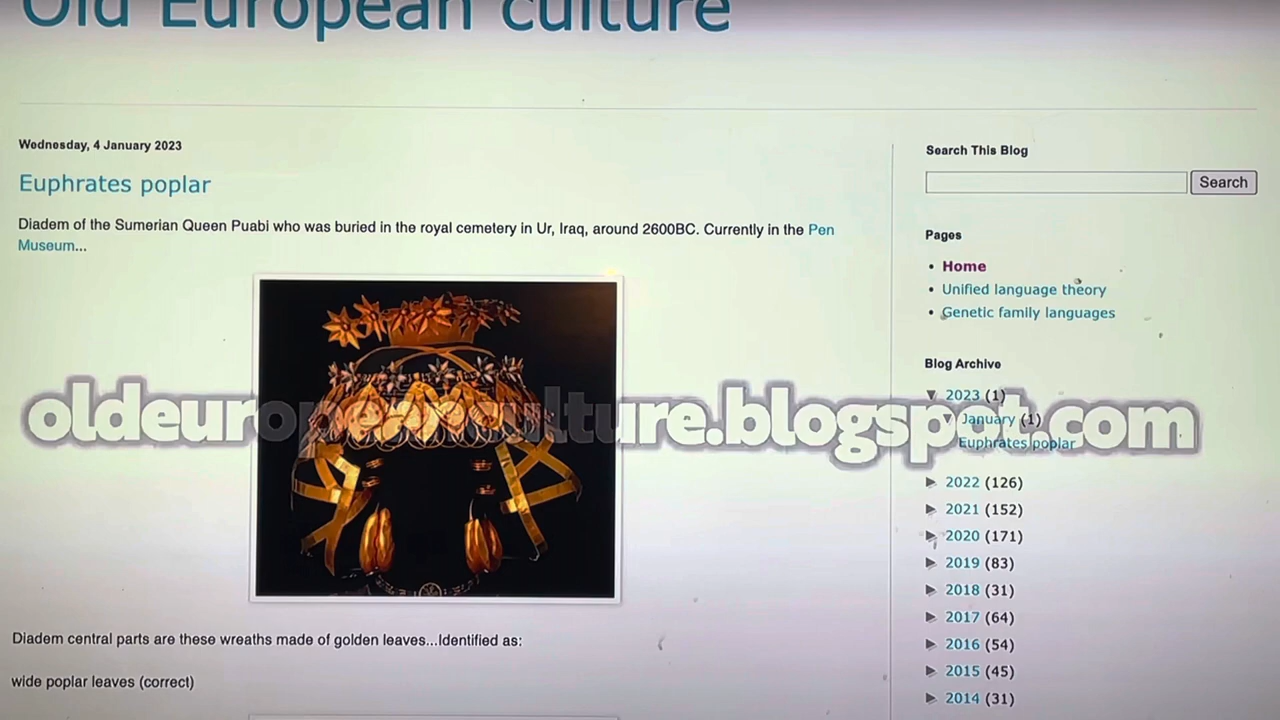 Old European culture
Wednesday, 4 January 2023
Euphrates poplar
Diadem of the Sumerian Queen Puabi who was buried in the royal cemetery in Ur, Iraq, around 2600BC. Currently in the Pen
Museum...
oldeuropeanculture.blogspot.com
Diadem central parts are these wreaths made of golden leaves...Identified as:
wide poplar leaves (correct)
Search This Blog
Search
Pages
• Home
• Unified language theory
• Genetic family languages
Blog Archive
▼ 2023 (1)
▼ January (1)
Euphrates poplar
► 2022 (126)
► 2021 (152)
► 2020 (171)
► 2019 (83)
► 2018 (31)
► 2017 (64)
► 2016 (54)
► 2015 (45)
► 2014 (31)